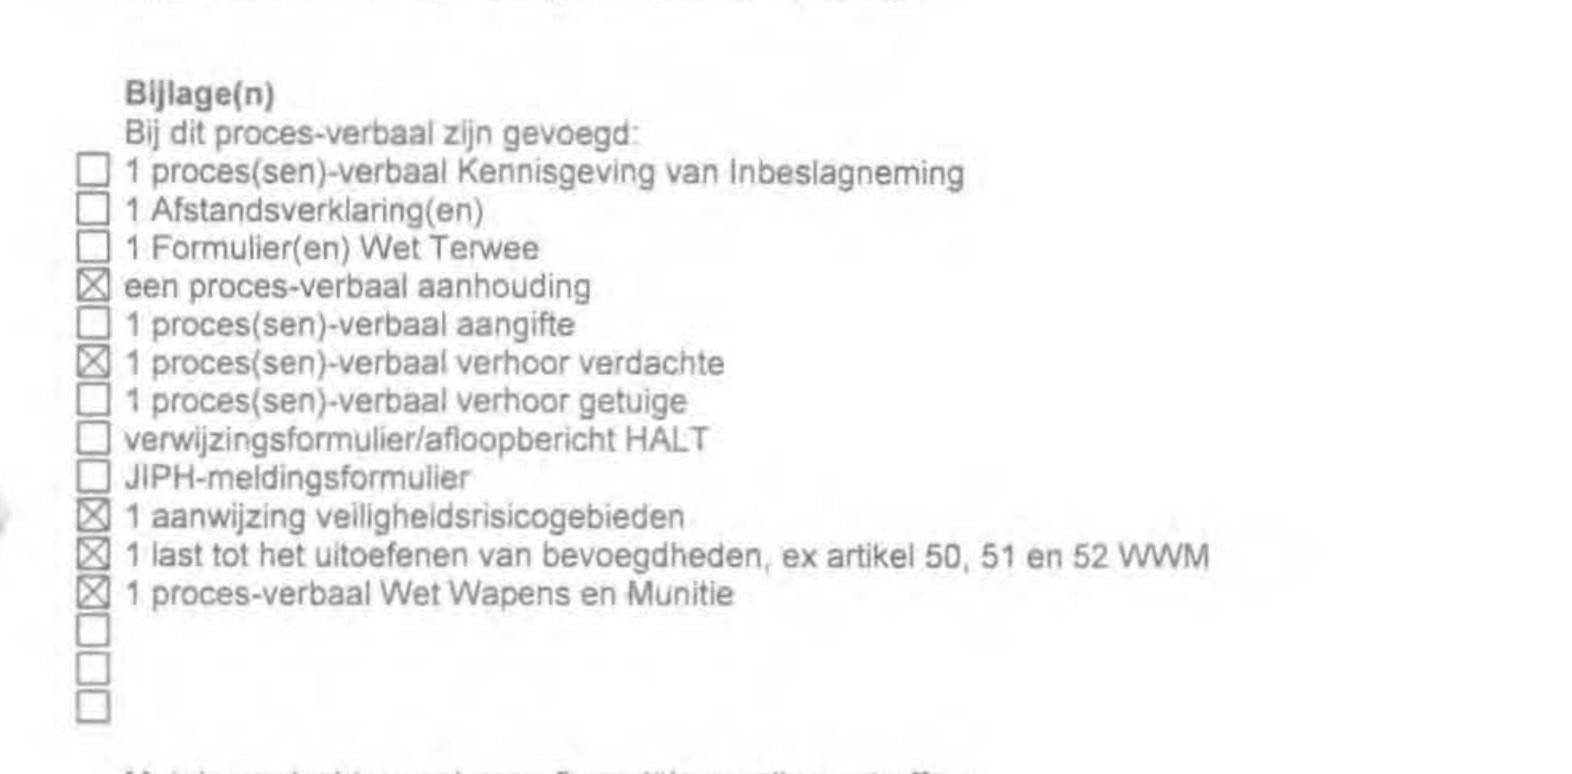 Bijlage(n)
Bij dit proces-verbaal zijn gevoegd:
☐ 1 proces(sen)-verbaal Kennisgeving van Inbeslagneming
☐ 1 Afstandsverklaring(en)
☐ 1 Formulier(en) Wet Terwee
☒ een proces-verbaal aanhouding
☐ 1 proces(sen)-verbaal aangifte
☒ 1 proces(sen)-verbaal verhoor verdachte
☐ 1 proces(sen)-verbaal verhoor getuige
☐ verwijzingsformulier/afloopbericht HALT
☐ JIPH-meldingsformulier
☒ 1 aanwijzing veiligheidsrisicogebieden
☒ 1 last tot het uitoefenen van bevoegdheden, ex artikel 50, 51 en 52 WWM
☒ 1 proces-verbaal Wet Wapens en Munitie
☐
☐
☐